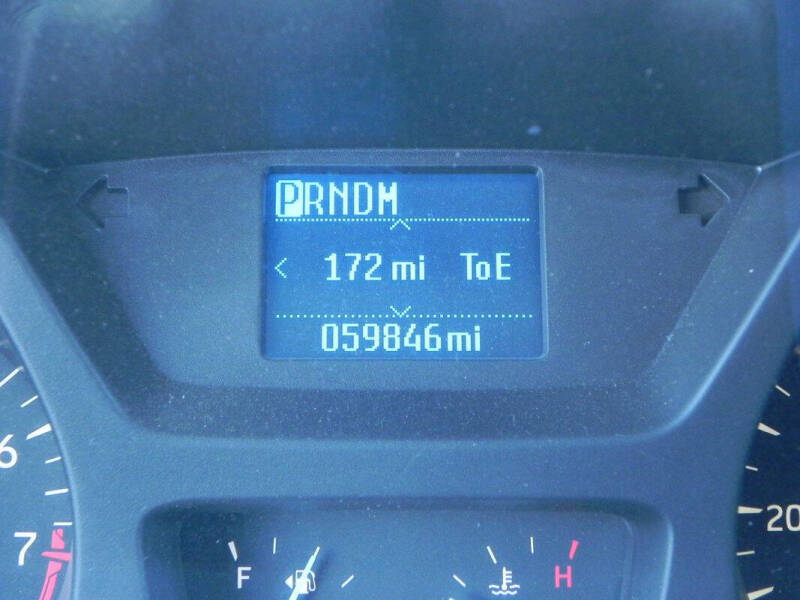 PRNDM
< 172 mi ToE
059846mi
6
7
20
F
H